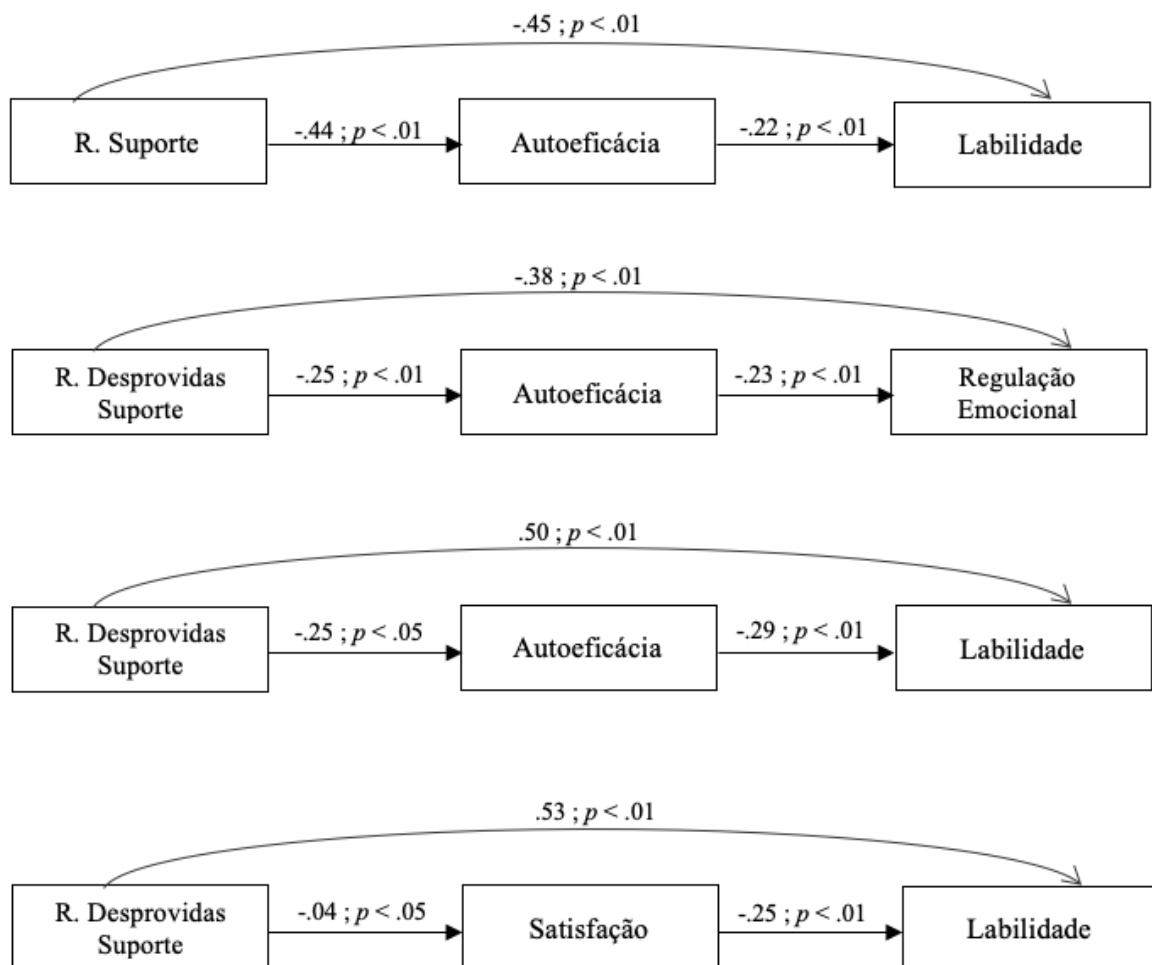 -.45 ; p < .01
R. Suporte
-.44 ; p < .01
Autoeficácia
-.22 ; p < .01
Labilidade
-.38 ; p < .01
R. Desprovidas
Suporte
-.25 ; p < .01
Autoeficácia
-.23 ; p < .01
Regulação
Emocional
.50 ; p < .01
R. Desprovidas
Suporte
-.25 ; p < .05
Autoeficácia
-.29 ; p < .01
Labilidade
.53 ; p < .01
R. Desprovidas
Suporte
-.04 ; p < .05
Satisfação
-.25 ; p < .01
Labilidade